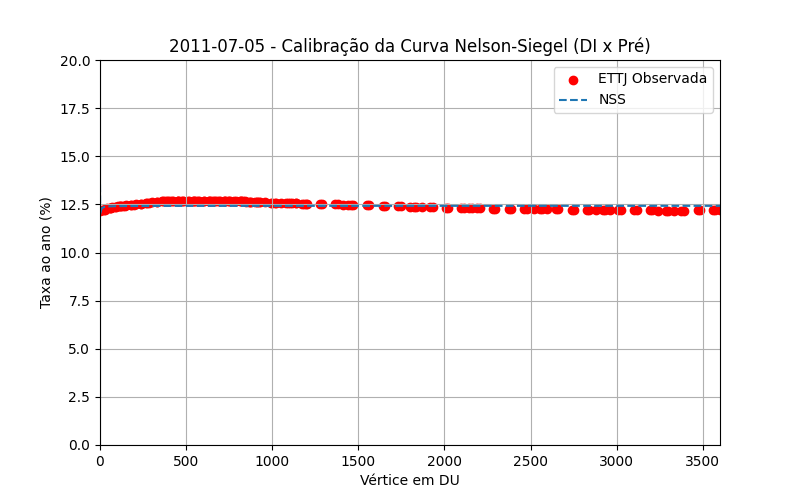 2011-07-05 - Calibração da Curva Nelson-Siegel (DI x Pré)
20.0
17.5
15.0
12.5
10.0
7.5
5.0
2.5
0.0
Taxa ao ano (%)
ETTJ Observada
NSS
0 500 1000 1500 2000 2500 3000 3500
Vértice em DU